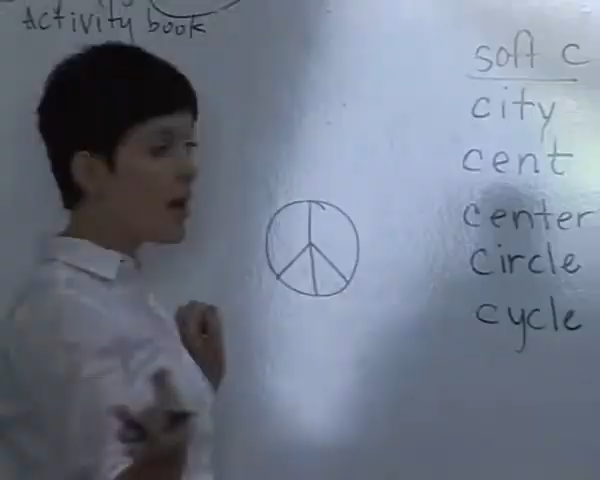 Activity book
soft c
city
cent
center
circle
cycle